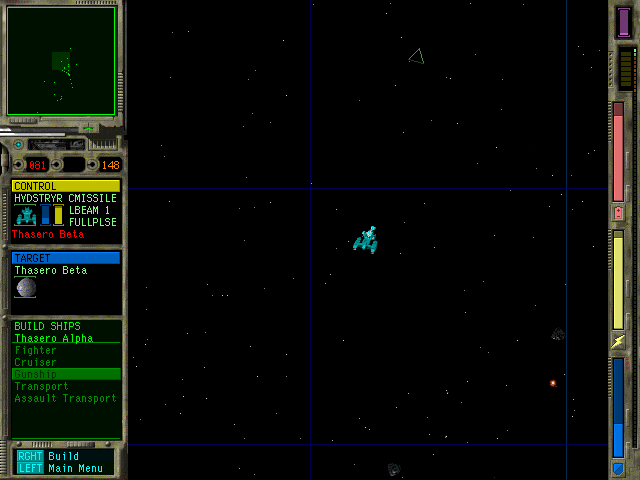 081 148
CONTROL
HVDSTRYR CMISSILE
LBEAM 1
FULLPLSE
Thasero Beta
TARGET
Thasero Beta
BUILD SHIPS
Thasero Alpha
Fighter
Cruiser
Gunship
Transport
Assault Transport
RGHT Build
LEFT Main Menu